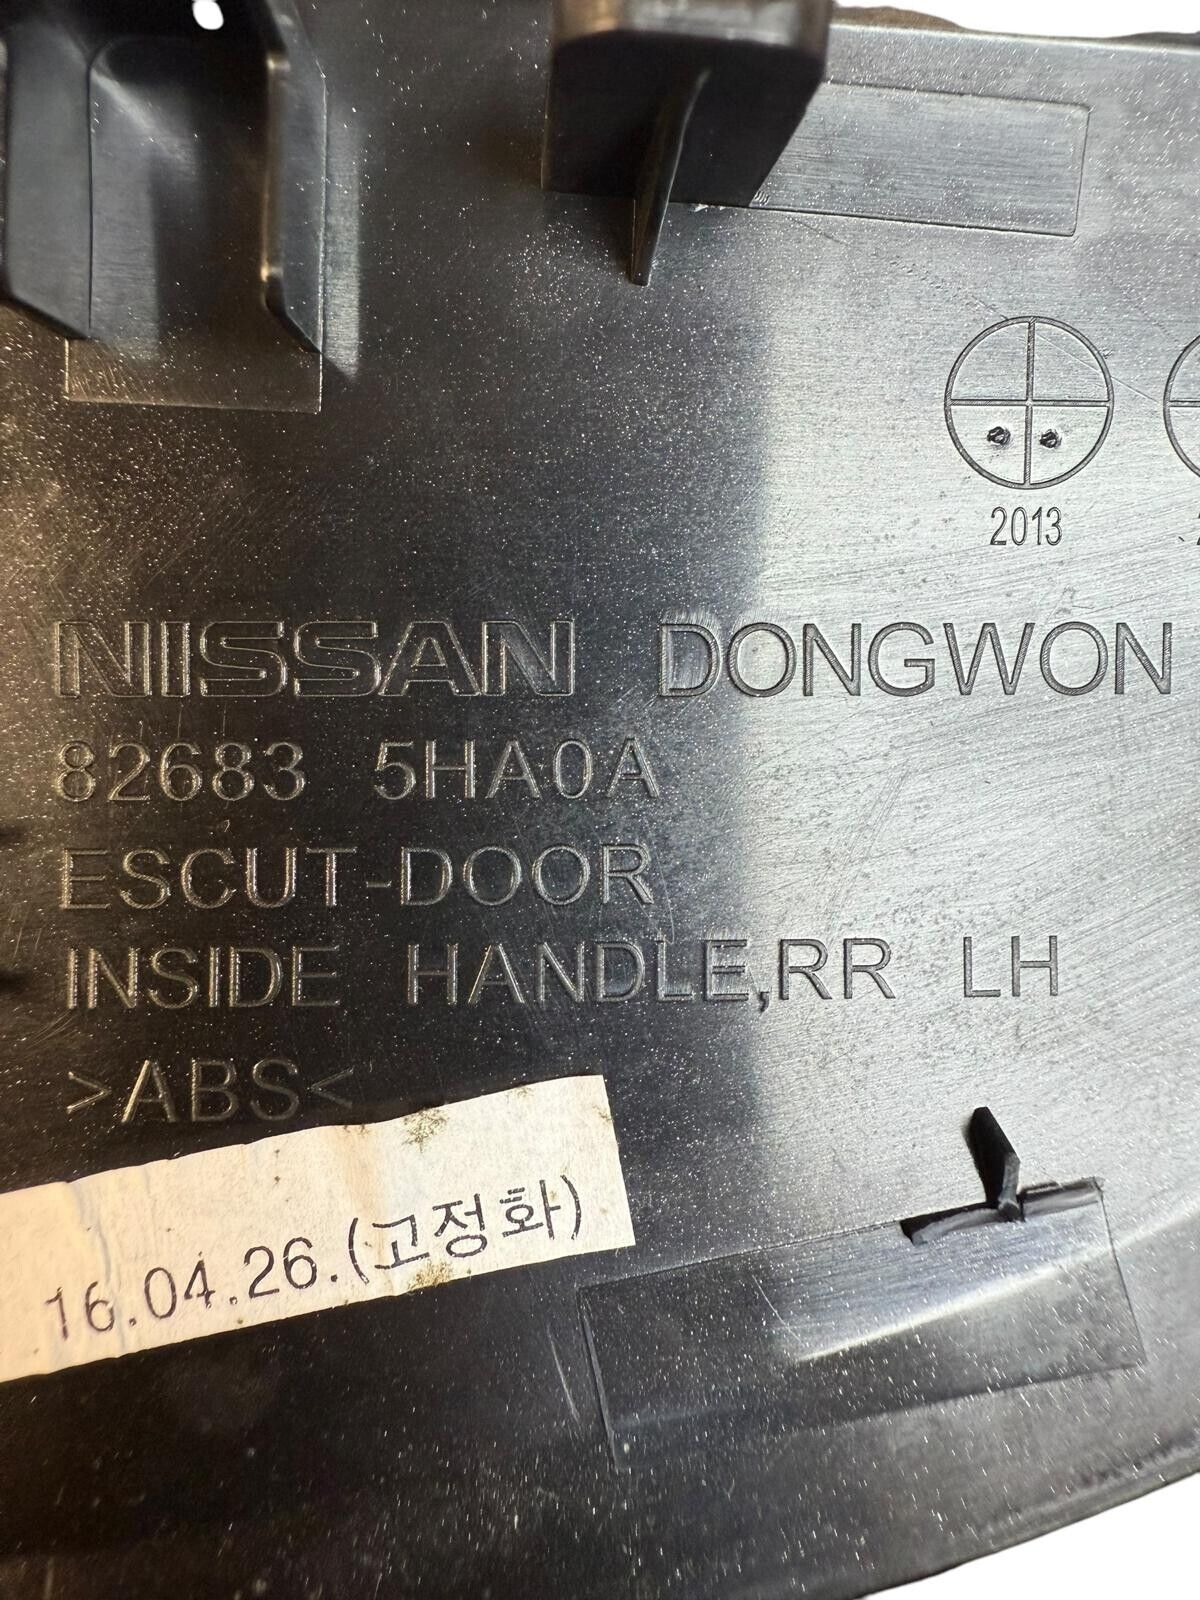 2013
NISSAN DONGWON
82683 5HA0A
ESCUT-DOOR
INSIDE HANDLE,RR LH
>ABS<
16.04.26.(고정화)